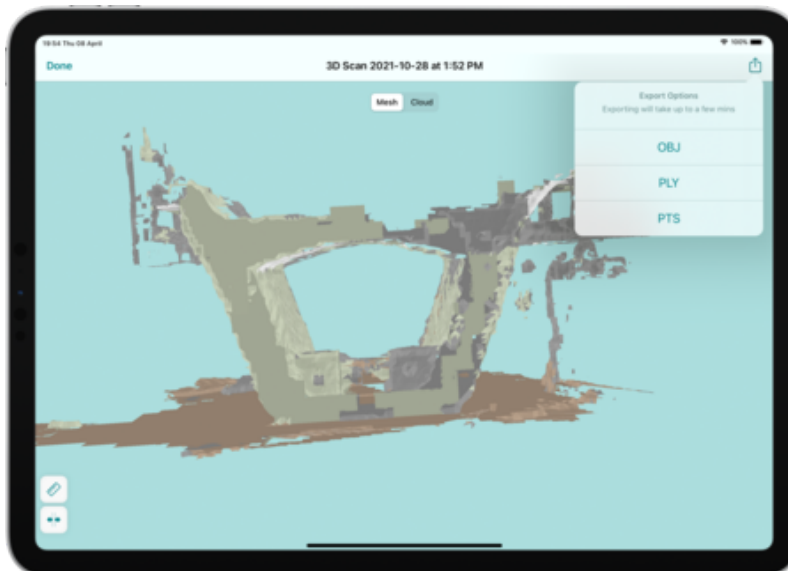 19:54 Thu 08 April
100%
Done
3D Scan 2021-10-28 at 1:52 PM
Export Options
Exporting will take up to a few mins
Mesh Cloud
OBJ
PLY
PTS